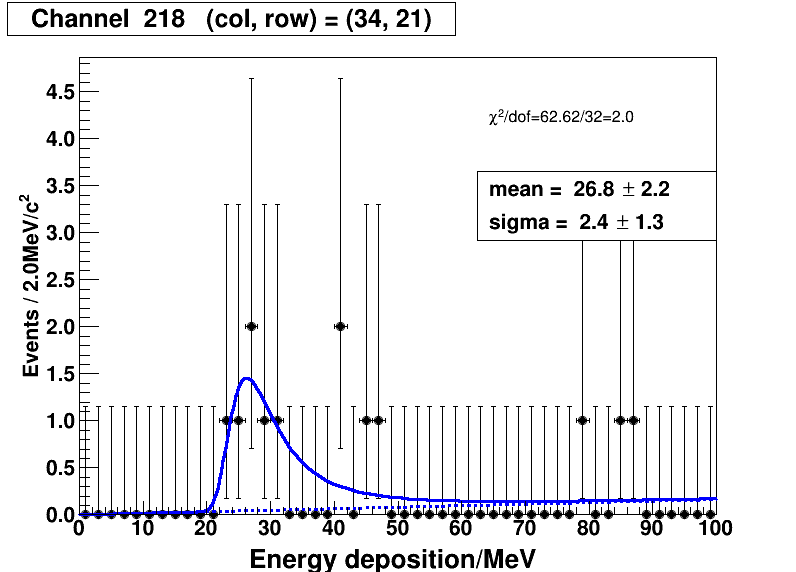 Channel 218 (col, row) = (34, 21)
χ²/dof=62.62/32=2.0
mean = 26.8 ± 2.2
sigma = 2.4 ± 1.3
Events / 2.0MeV/c²
4.5
4.0
3.5
3.0
2.5
2.0
1.5
1.0
0.5
0.0
0 10 20 30 40 50 60 70 80 90 100
Energy deposition/MeV